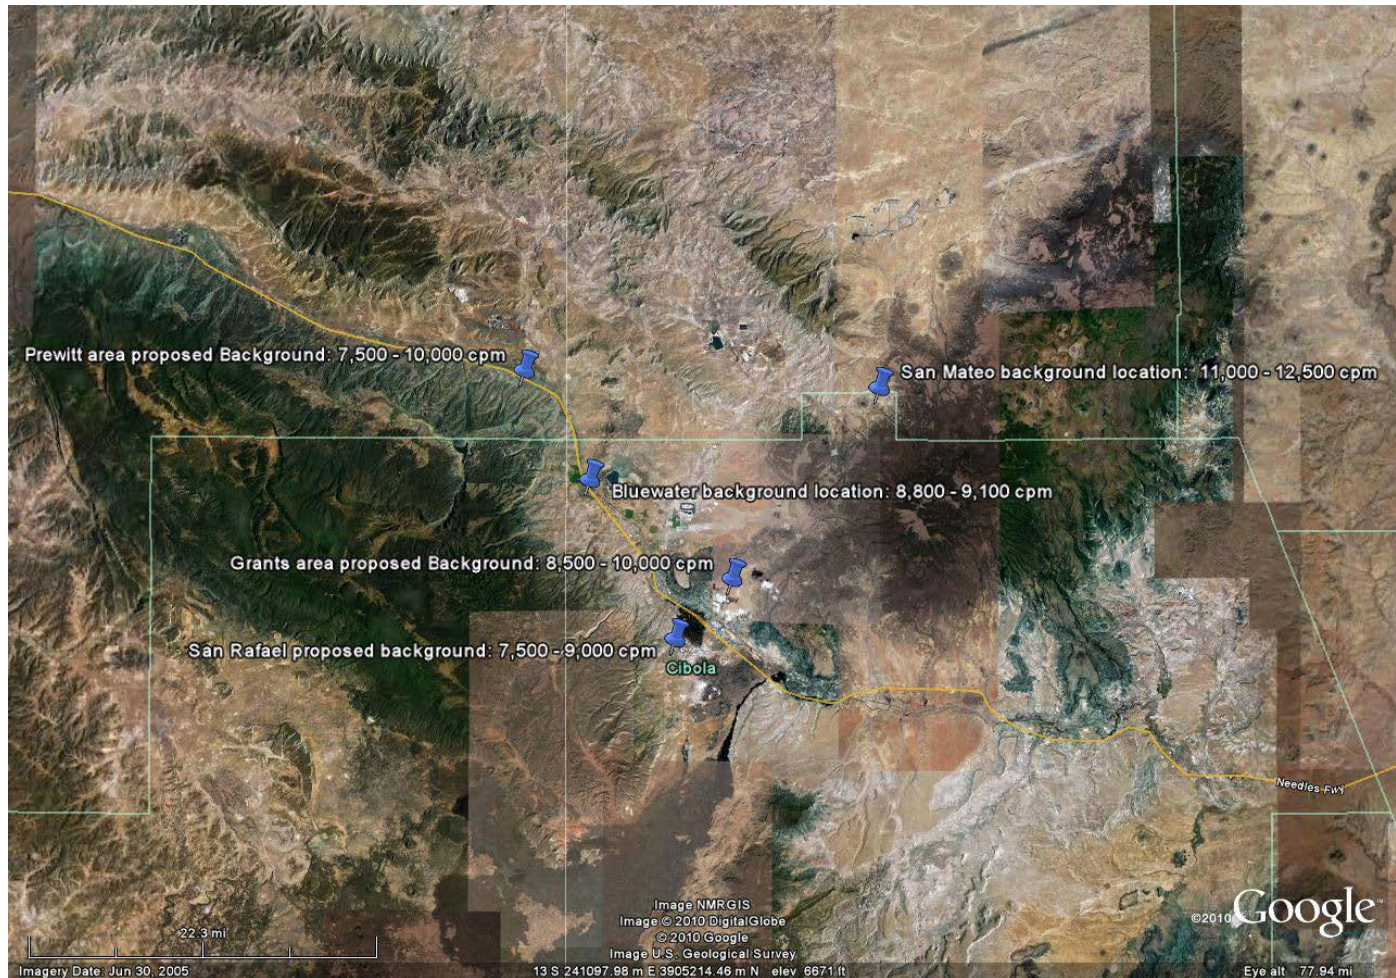 Prewitt area proposed Background: 7,500 - 10,000 cpm
San Mateo background location: 11,000 - 12,500 cpm
Bluewater background location: 8,800 - 9,100 cpm
Grants area proposed Background: 8,500 - 10,000 cpm
San Rafael proposed background: 7,500 - 9,000 cpm
Cibola
Needles FWY
Image NMRGIS
Image © 2010 DigitalGlobe
© 2010 Google
Image U.S. Geological Survey
©2010 Google
22.3 mi
Imagery Date: Jun 30, 2005
13 S 241097.98 m E 3905214.46 m N elev 6671 ft
Eye alt 77.94 mi